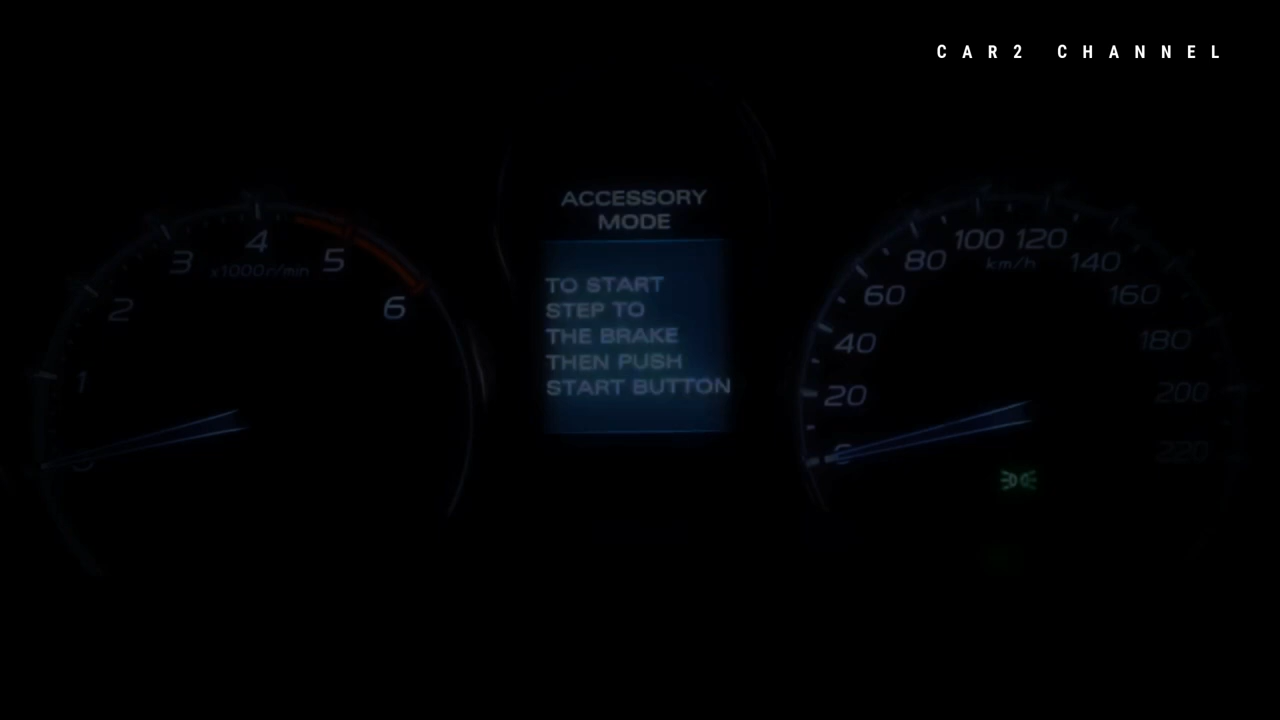 CAR2 CHANNEL
ACCESSORY
MODE
TO START
STEP TO
THE BRAKE
THEN PUSH
START BUTTON
1
2
3
4
5
6
x1000r/min
0
20
40
60
80
100
120
140
160
180
200
220
km/h